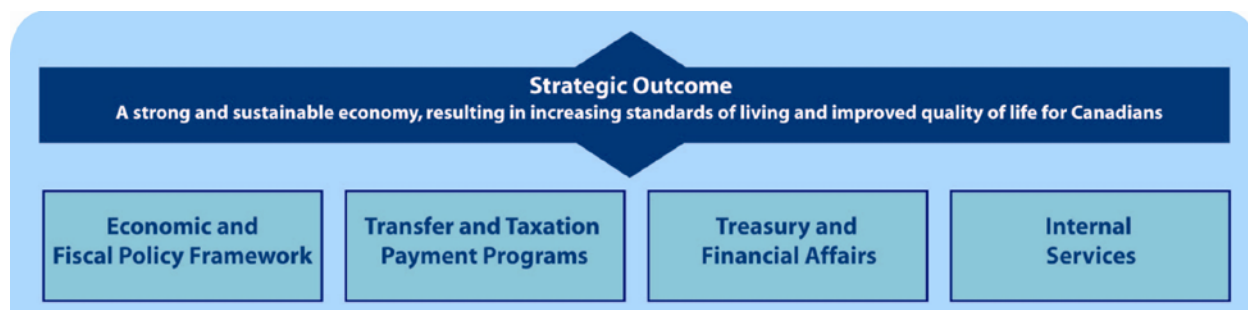 Strategic Outcome
A strong and sustainable economy, resulting in increasing standards of living and improved quality of life for Canadians
Economic and
Fiscal Policy Framework
Transfer and Taxation
Payment Programs
Treasury and
Financial Affairs
Internal
Services